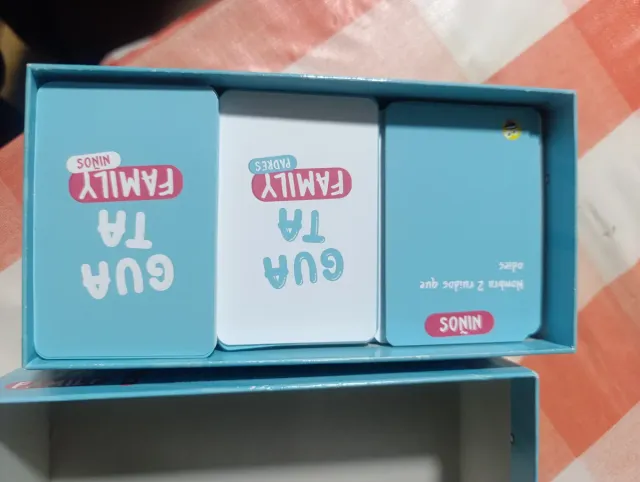 NIÑOS
Nombra 2 ruidos que
odies
GUA
TA
FAMILY
PADRES
GUA
TA
FAMILY
NIÑOS